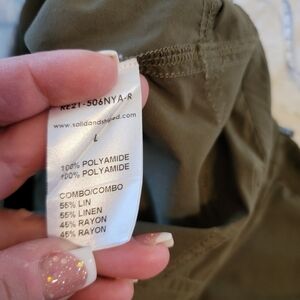 RE21-506NYA-R
www.solidandstriped.com
L
100% POLYAMIDE
100% POLYAMIDE
COMBO/COMBO
55% LIN
55% LINEN
45% RAYON
45% RAYON